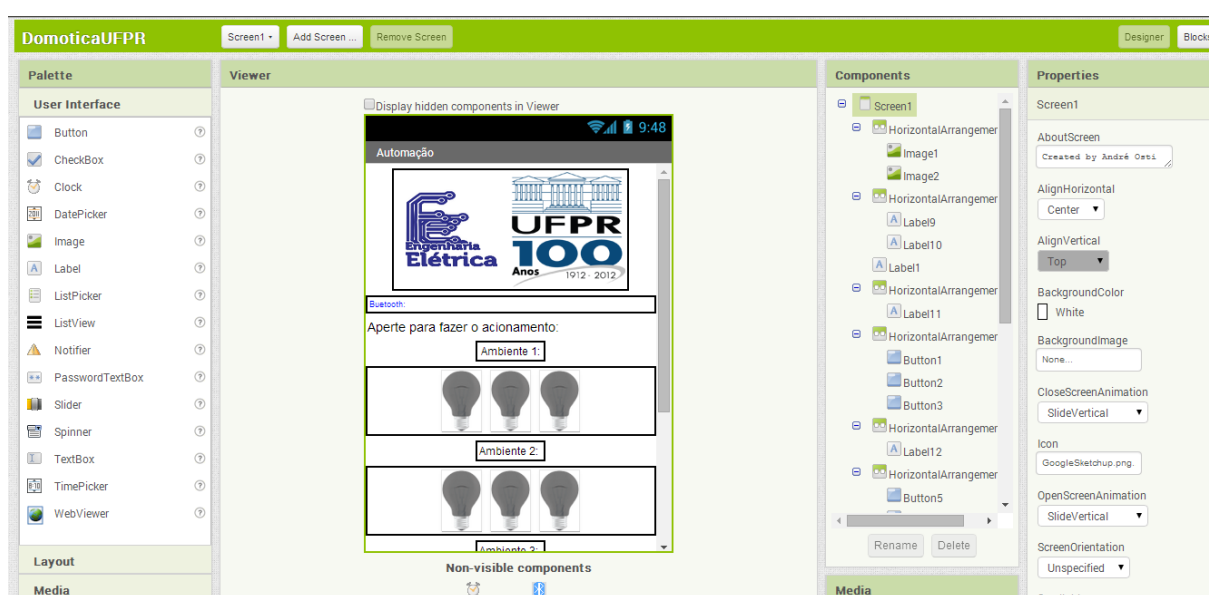 DomoticaUFPR
Screen1
Add Screen ...
Remove Screen
Designer
Blocks
Palette
User Interface
Button
CheckBox
Clock
DatePicker
Image
Label
ListPicker
ListView
Notifier
PasswordTextBox
Slider
Spinner
TextBox
TimePicker
WebViewer
Layout
Media
Viewer
Display hidden components in Viewer
9:48
Automação
Engenharia
Elétrica
UFPR
100
Anos
1912 - 2012
Buetooth:
Aperte para fazer o acionamento:
Ambiente 1:
Ambiente 2:
Ambiente 3:
Non-visible components
Components
Screen1
HorizontalArrangemer
Image1
Image2
HorizontalArrangemer
Label9
Label10
Label1
HorizontalArrangemer
Label11
HorizontalArrangemer
Button1
Button2
Button3
HorizontalArrangemer
Label12
HorizontalArrangemer
Button5
Rename
Delete
Media
Properties
Screen1
AboutScreen
Created by André Osti
AlignHorizontal
Center
AlignVertical
Top
BackgroundColor
White
BackgroundImage
None...
CloseScreenAnimation
SlideVertical
Icon
GoogleSketchup.png.
OpenScreenAnimation
SlideVertical
ScreenOrientation
Unspecified